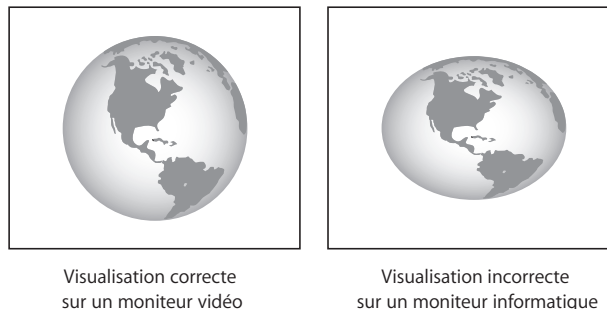 Visualisation correcte
sur un moniteur vidéo
Visualisation incorrecte
sur un moniteur informatique